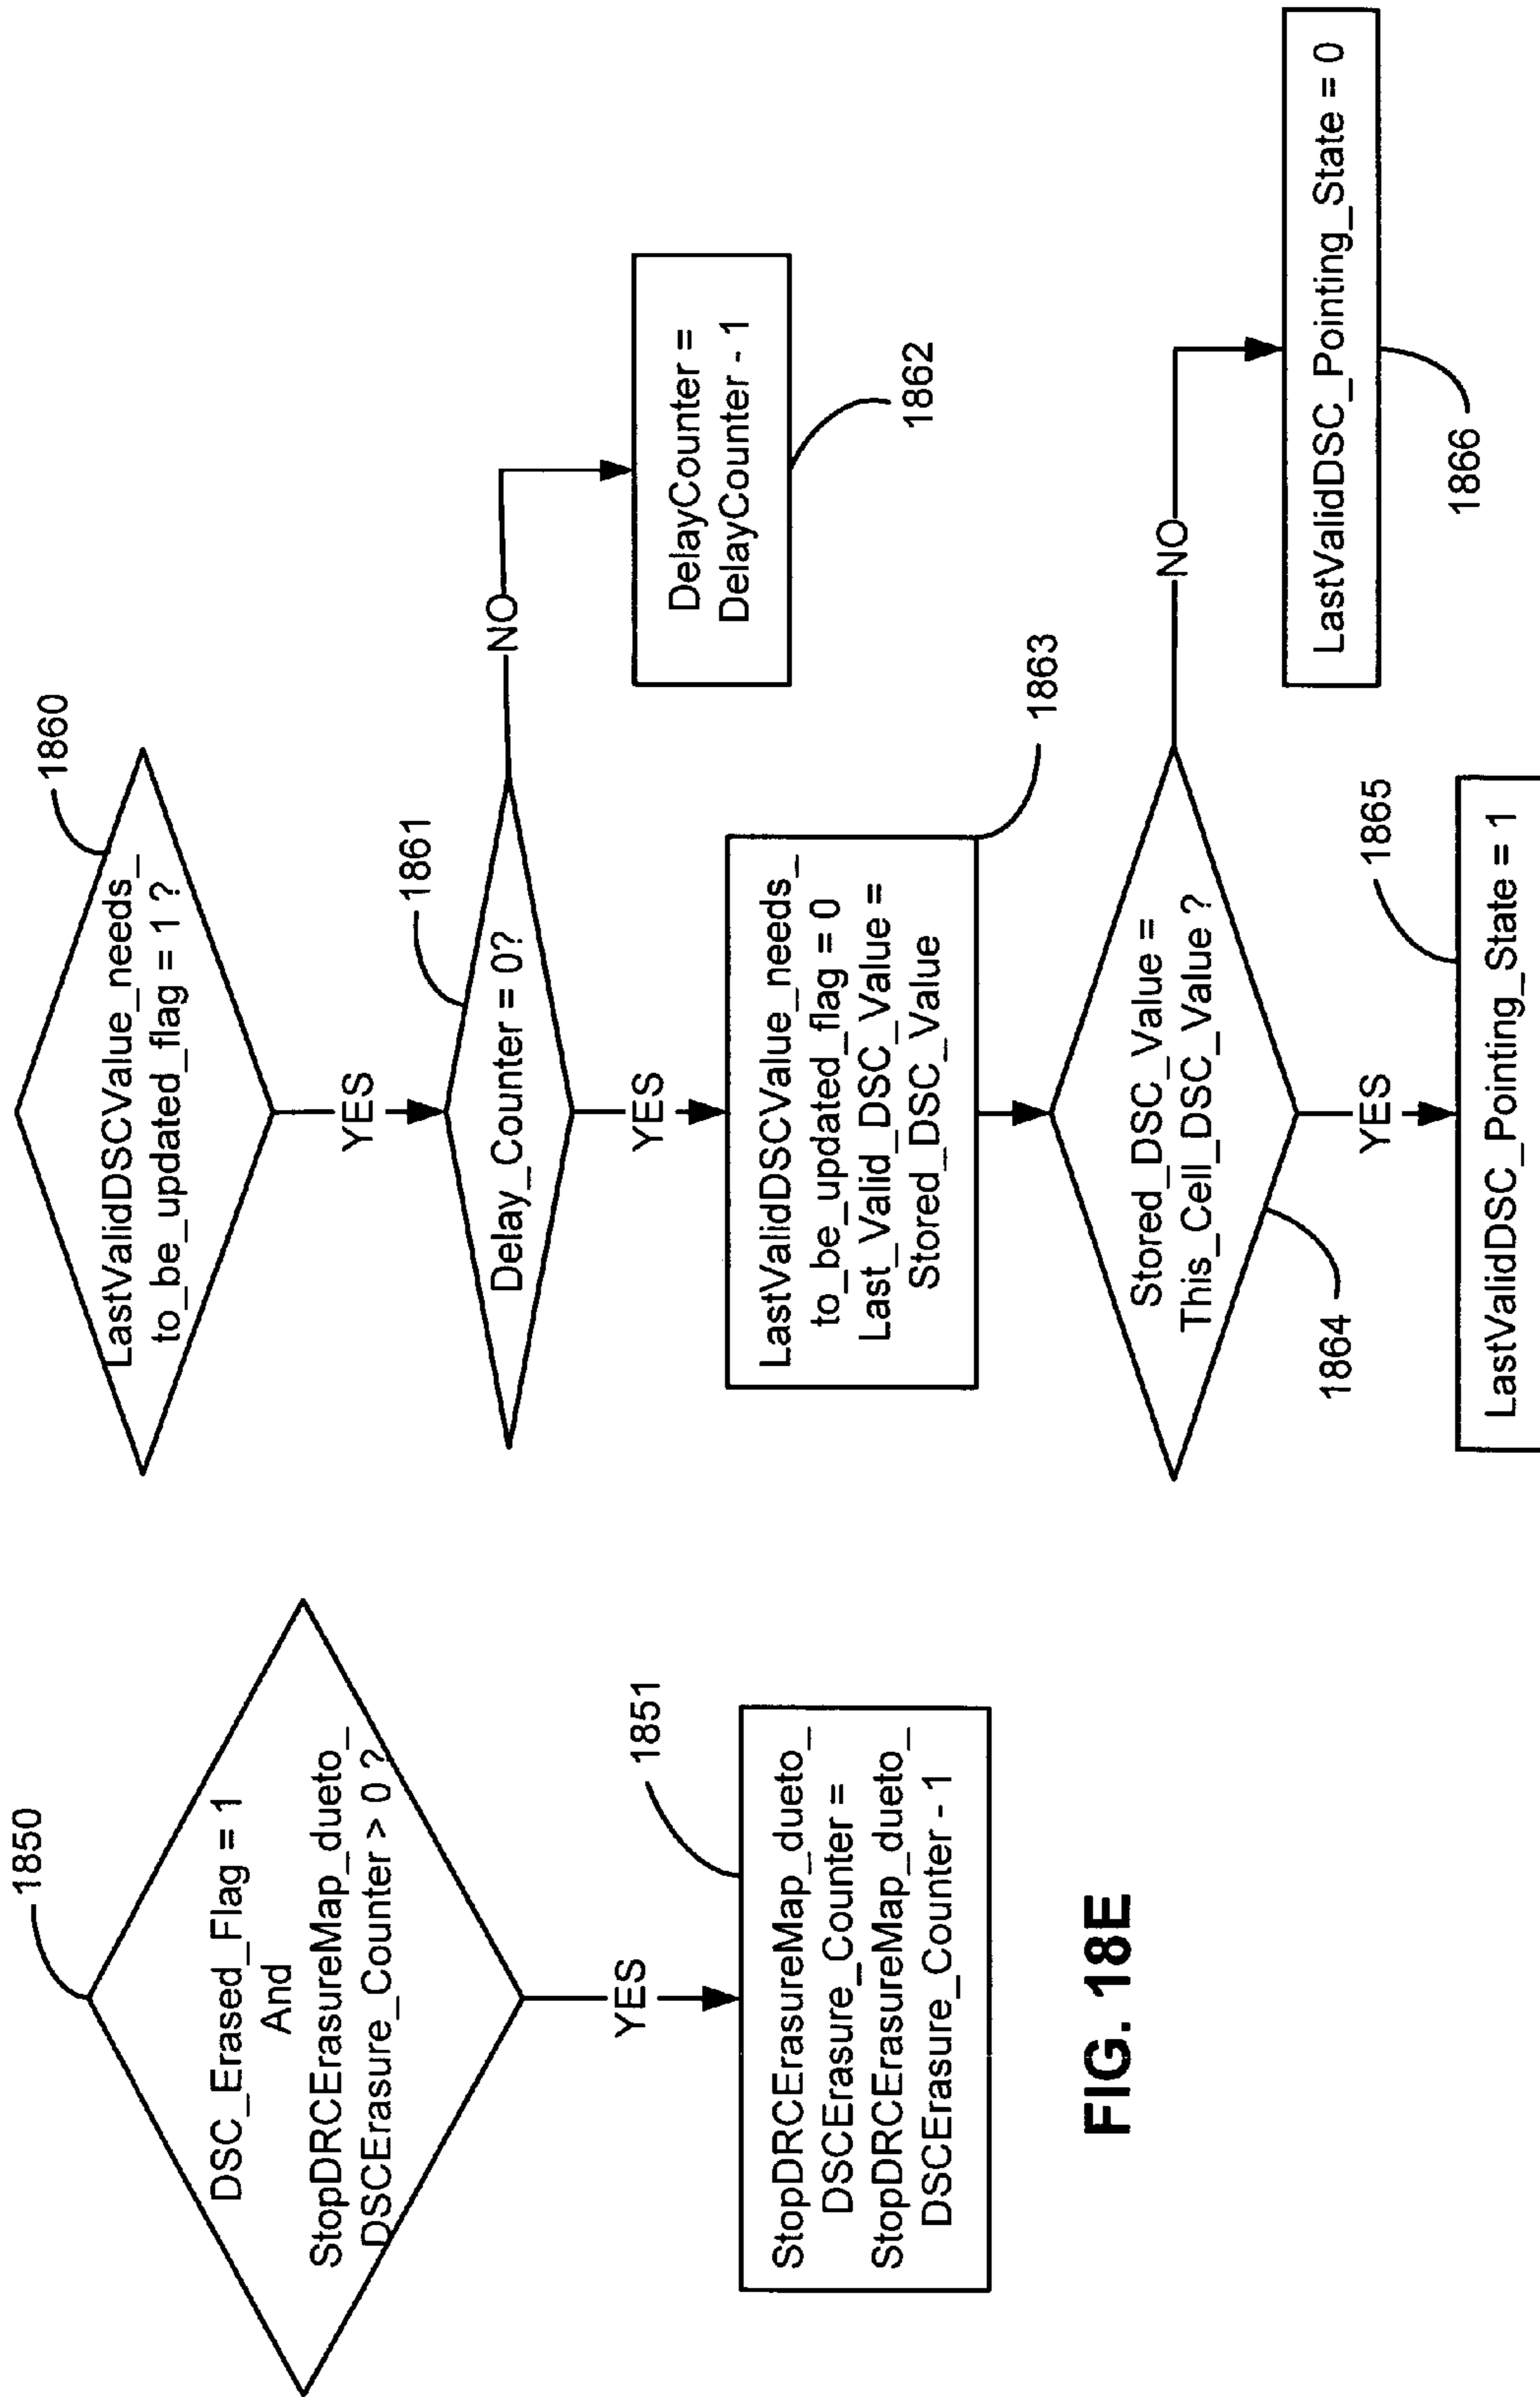 1850
DSC_Erased_Flag = 1
And
StopDRCErasureMap_dueto_
DSCErasure_Counter > 0 ?
YES
1851
StopDRCErasureMap_dueto_
DSCErasure_Counter =
StopDRCErasureMap_dueto_
DSCErasure_Counter - 1
FIG. 18E
1860
LastValidDSCValue_needs_
to_be_updated_flag = 1 ?
YES
1861
Delay_Counter = 0?
NO
DelayCounter =
DelayCounter - 1
1862
YES
LastValidDSCValue_needs_
to_be_updated_flag = 0
Last_Valid_DSC_Value =
Stored_DSC_Value
1863
Stored_DSC_Value =
This_Cell_DSC_Value ?
1864
NO
YES
1865
LastValidDSC_Pointing_State = 1
LastValidDSC_Pointing_State = 0
1866